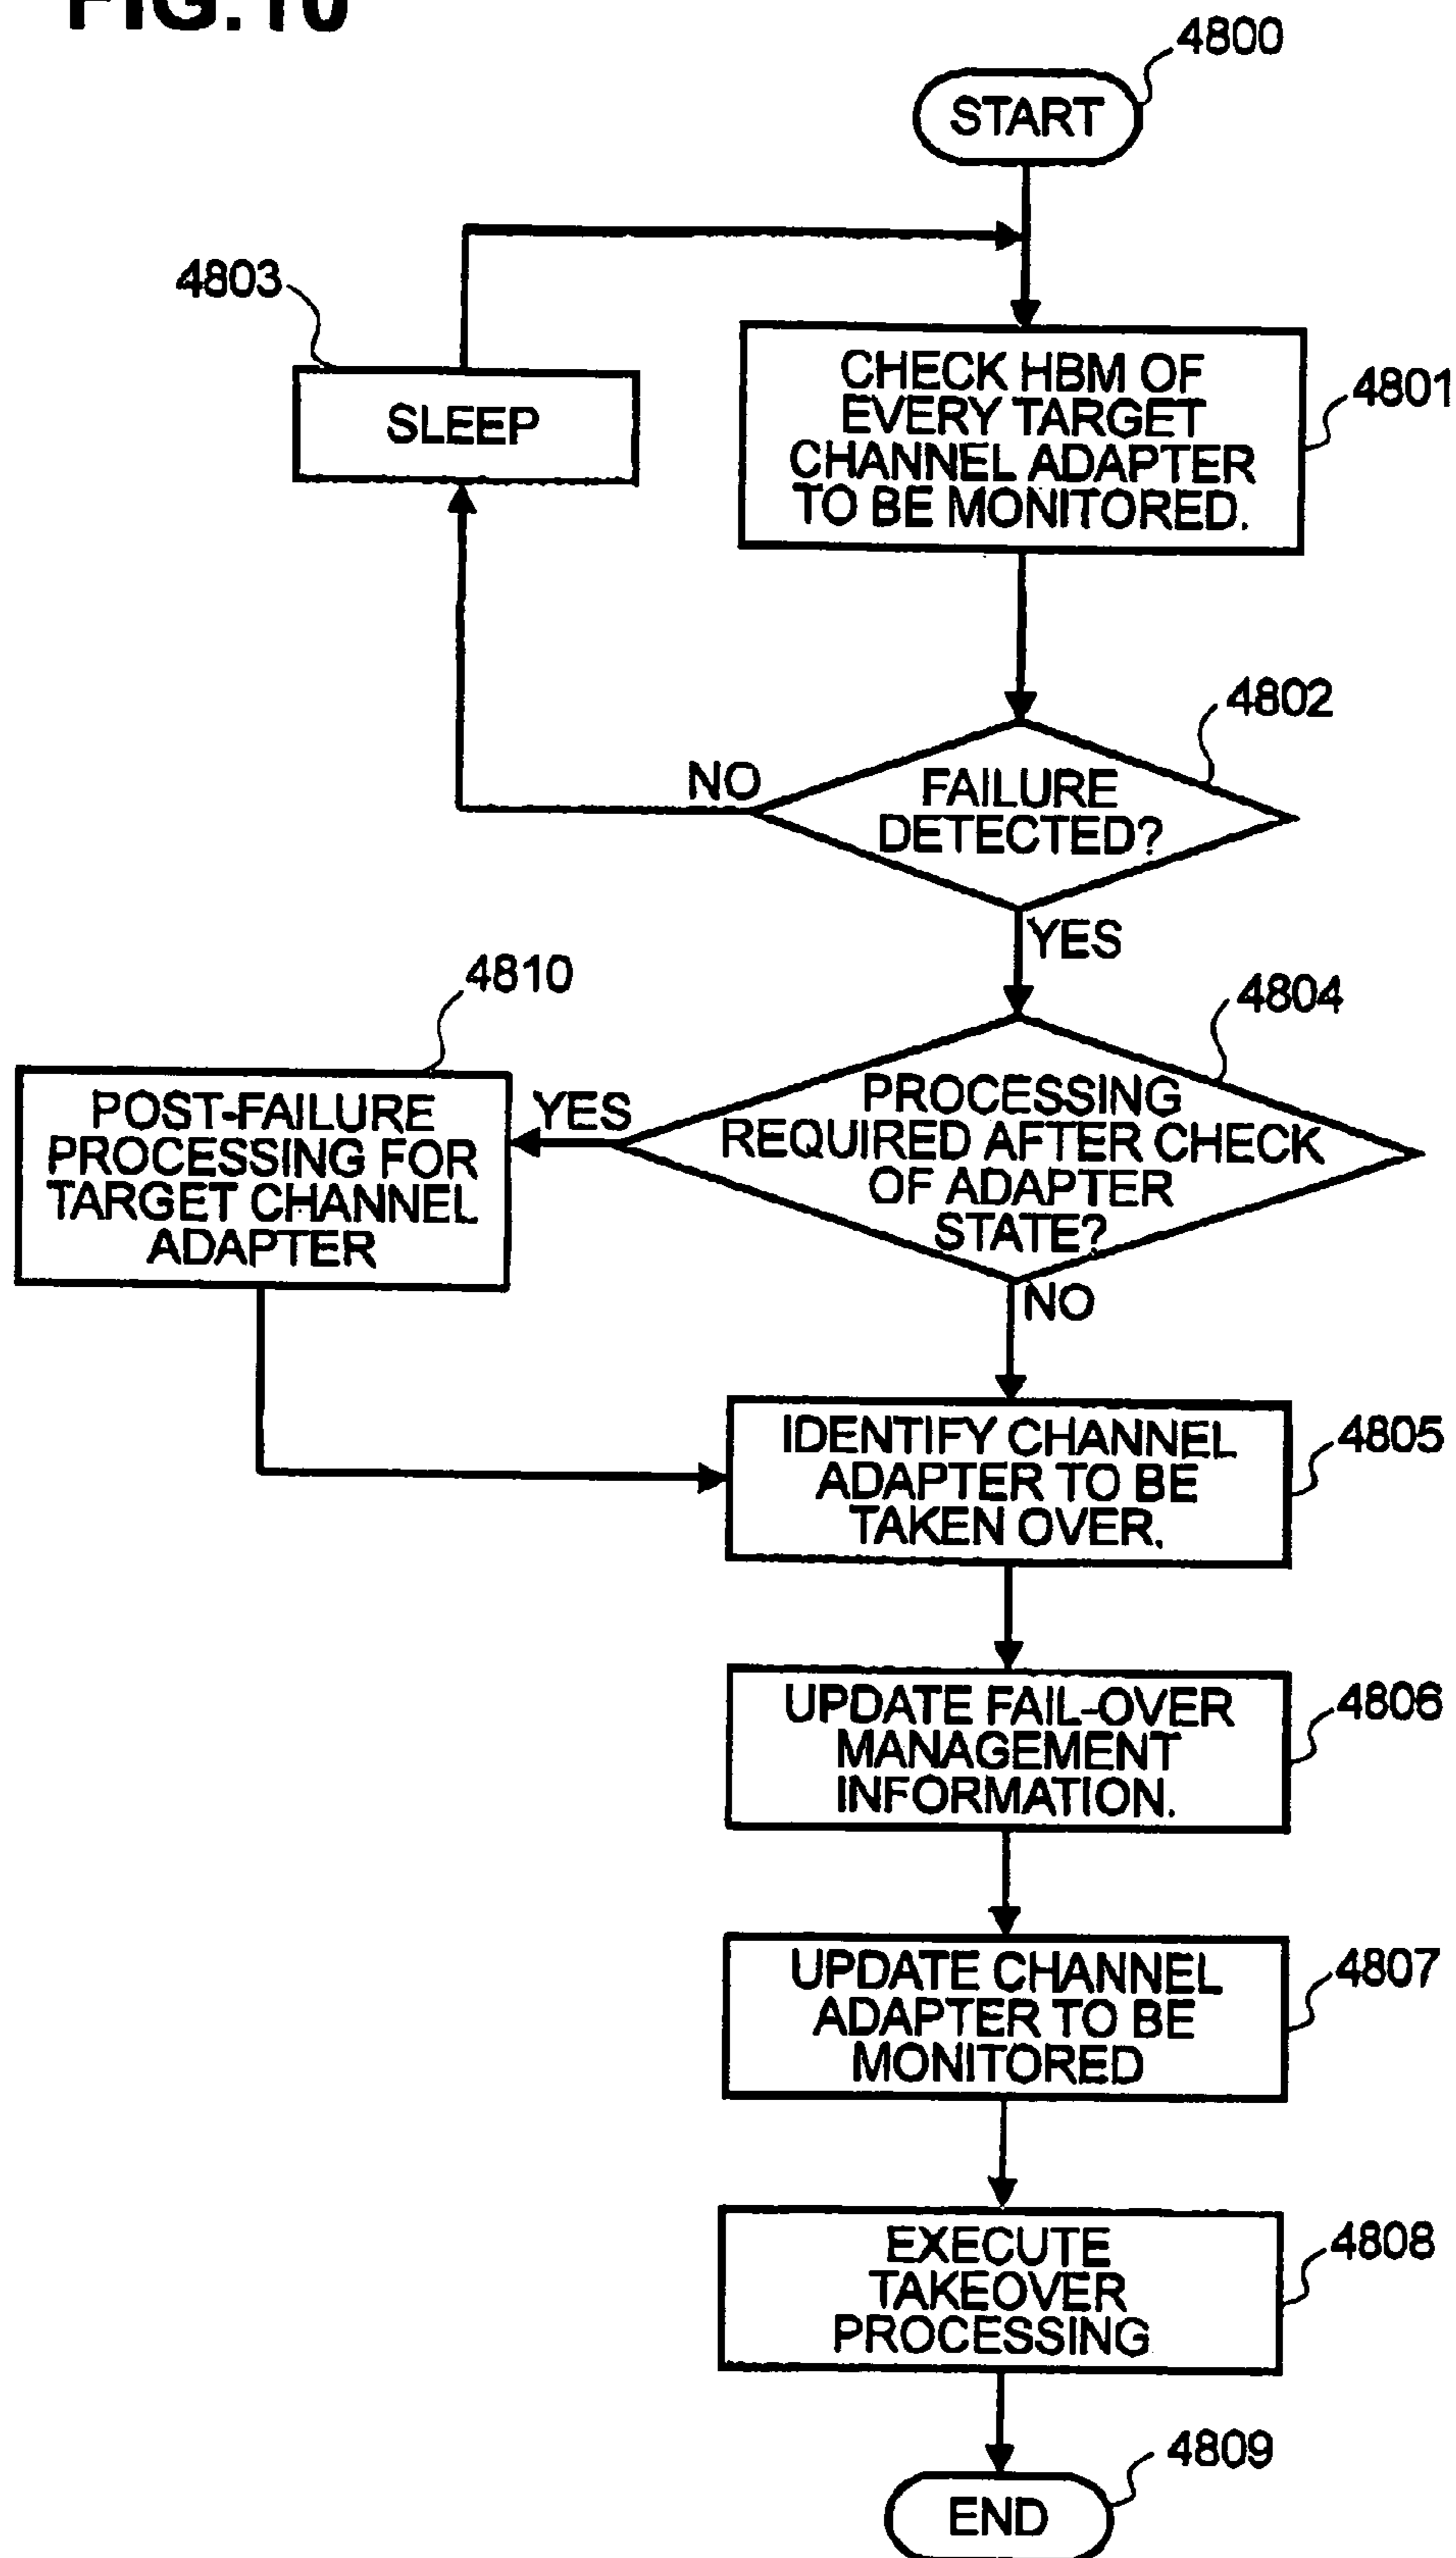 FIG.10
4800
START
4803
SLEEP
CHECK HBM OF
EVERY TARGET
CHANNEL ADAPTER
TO BE MONITORED.
4801
4802
NO
FAILURE
DETECTED?
YES
4810
4804
POST-FAILURE
PROCESSING FOR
TARGET CHANNEL
ADAPTER
YES
PROCESSING
REQUIRED AFTER CHECK
OF ADAPTER
STATE?
NO
IDENTIFY CHANNEL
ADAPTER TO BE
TAKEN OVER.
4805
UPDATE FAIL-OVER
MANAGEMENT
INFORMATION.
4806
UPDATE CHANNEL
ADAPTER TO BE
MONITORED
4807
EXECUTE
TAKEOVER
PROCESSING
4808
4809
END